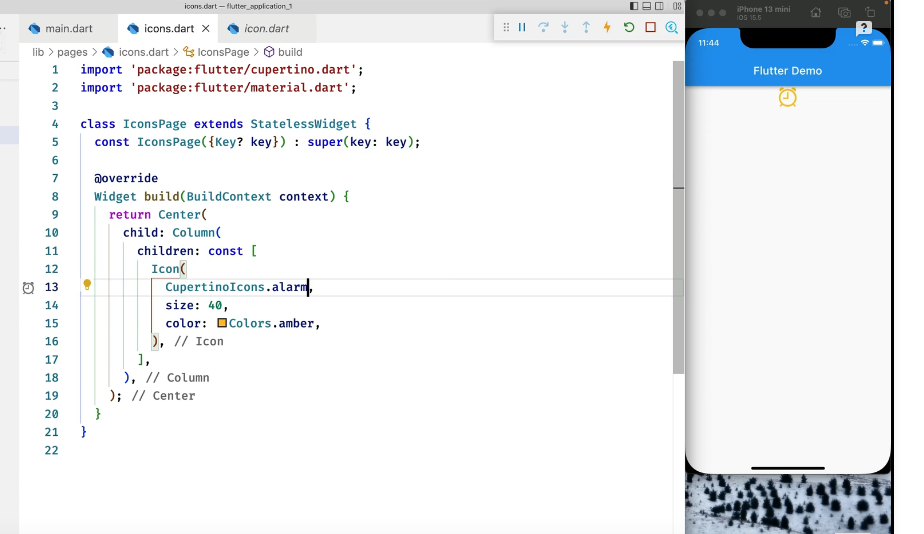 icons.dart — flutter_application_1
main.dart
icons.dart
icon.dart
lib > pages > icons.dart > IconsPage > build
1 import 'package:flutter/cupertino.dart';
2 import 'package:flutter/material.dart';
3
4 class IconsPage extends StatelessWidget {
5 const IconsPage({Key? key}) : super(key: key);
6
7 @override
8 Widget build(BuildContext context) {
9 return Center(
10 child: Column(
11 children: const [
12 Icon(
13 CupertinoIcons.alarm,
14 size: 40,
15 color: Colors.amber,
16 ), // Icon
17 ],
18 ), // Column
19 ); // Center
20 }
21 }
22
iPhone 13 mini
iOS 15.5
?
11:44
Flutter Demo